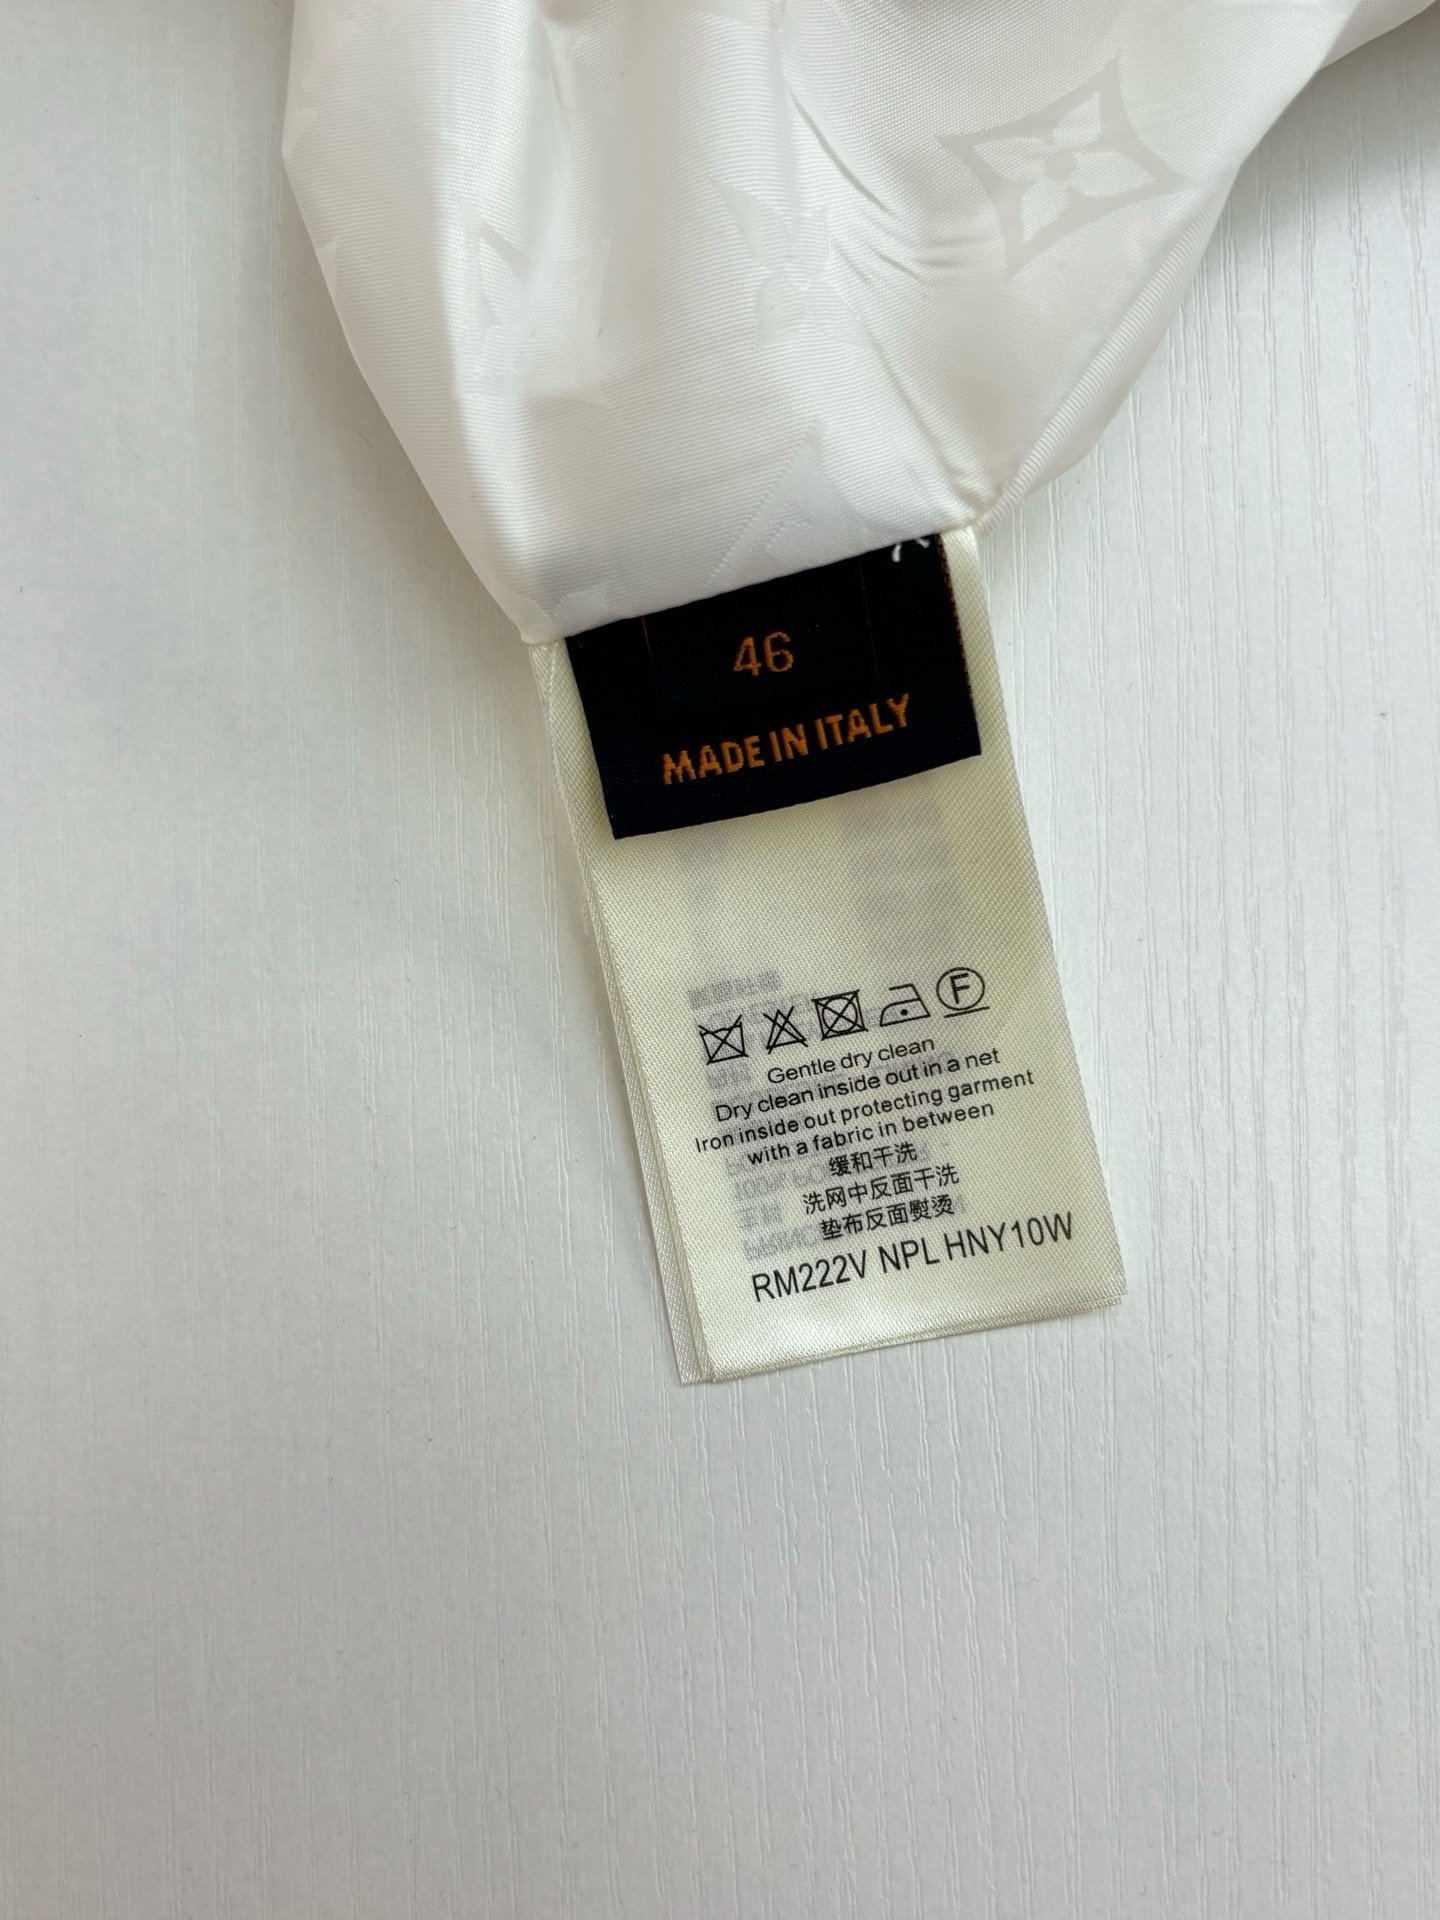 46
MADE IN ITALY
F
Gentle dry clean
Dry clean inside out in a net
Iron inside out protecting garment
with a fabric in between
缓和干洗
洗网中反面干洗
垫布反面熨烫
RM222V NPL HNY10W